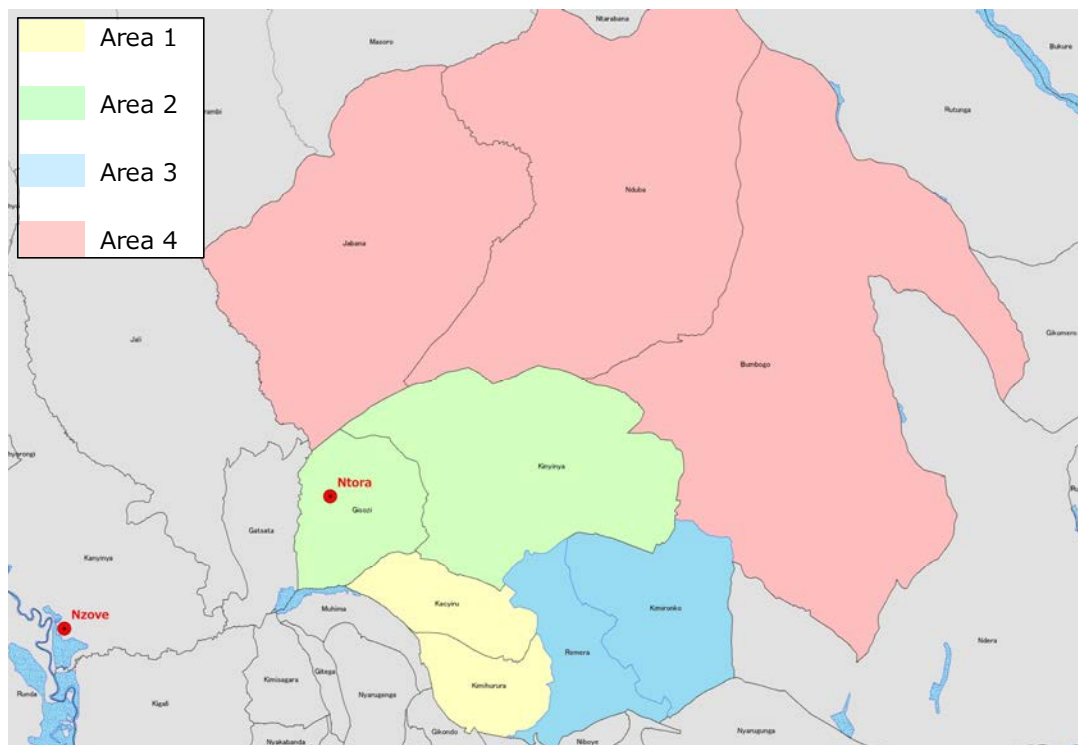 Area 1
Area 2
Area 3
Area 4
Ntarabana
Masoro
Bukure
Rutunga
Nduba
Jabana
Gikomero
Jali
Bumbogo
Kinyinya
Ntora
Gisozi
Gatsata
Kanyinya
Nzove
Kacyiru
Muhima
Kimironko
Ndera
Remera
Gitega
Kimisagara
Kimihurura
Runda
Nyarugenge
Kigali
Gikondo
Nyarugunga
Nyakabanda
Niboye